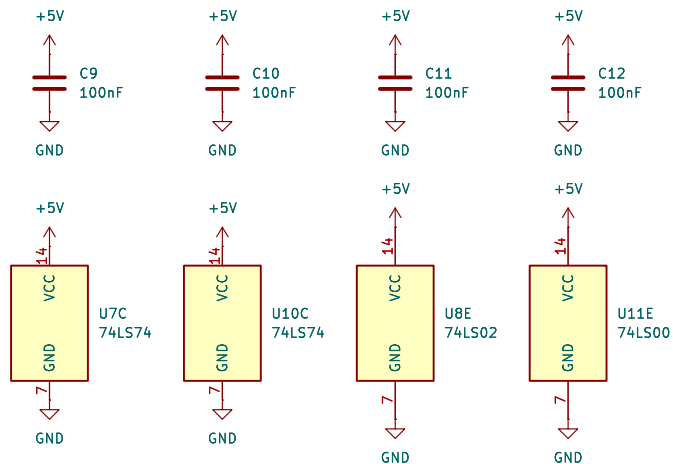 +5V
+5V
+5V
+5V
C9
100nF
C10
100nF
C11
100nF
C12
100nF
GND
GND
GND
GND
+5V
+5V
+5V
+5V
14
14
14
14
VCC
VCC
VCC
VCC
U7C
74LS74
U10C
74LS74
U8E
74LS02
U11E
74LS00
GND
GND
GND
GND
7
7
7
7
GND
GND
GND
GND